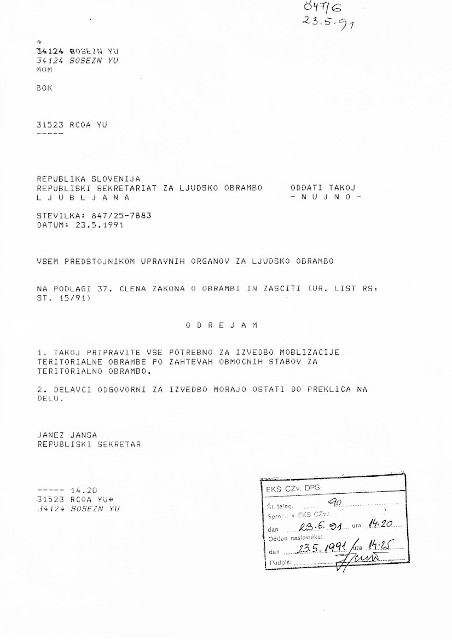 847/6
23.5.91
*
34124 BOSEZN YU
34124 SOSEZN YU
MOM
BOK
31523 RCOA YU
-----
REPUBLIKA SLOVENIJA
REPUBLISKI SEKRETARIAT ZA LJUDSKO OBRAMBO ODDATI TAKOJ
L J U B L J A N A - N U J N O -
STEVILKA: 847/25-7883
DATUM: 23.5.1991
VSEM PREDSTOJNIKOM UPRAVNIH ORGANOV ZA LJUDSKO OBRAMBO
NA PODLAGI 37. CLENA ZAKONA O OBRAMBI IN ZASCITI (UR. LIST RS,
ST. 15/91)
O D R E J A M
1. TAKOJ PRIPRAVITE VSE POTREBNO ZA IZVEDBO MOBLIZACIJE
TERITORIALNE OBRAMBE PO ZAHTEVAH OBMOCNIH STABOV ZA
TERITORIALNO OBRAMBO.
2. DELAVCI ODGOVORNI ZA IZVEDBO MORAJO OSTATI DO PREKLICA NA
DELU.
JANEZ JANSA
REPUBLISKI SEKRETAR
----- 14.20
31523 RCOA YU*
34124 SOSEZN YU
EKS CZv. DPG
Št. teleg. 90
Sprej. v EKS CZvz
dan 23.5.91 ura 14.20
Oddan naslovniku:
dan 23.5.1991 ura 14.25
Podpis: